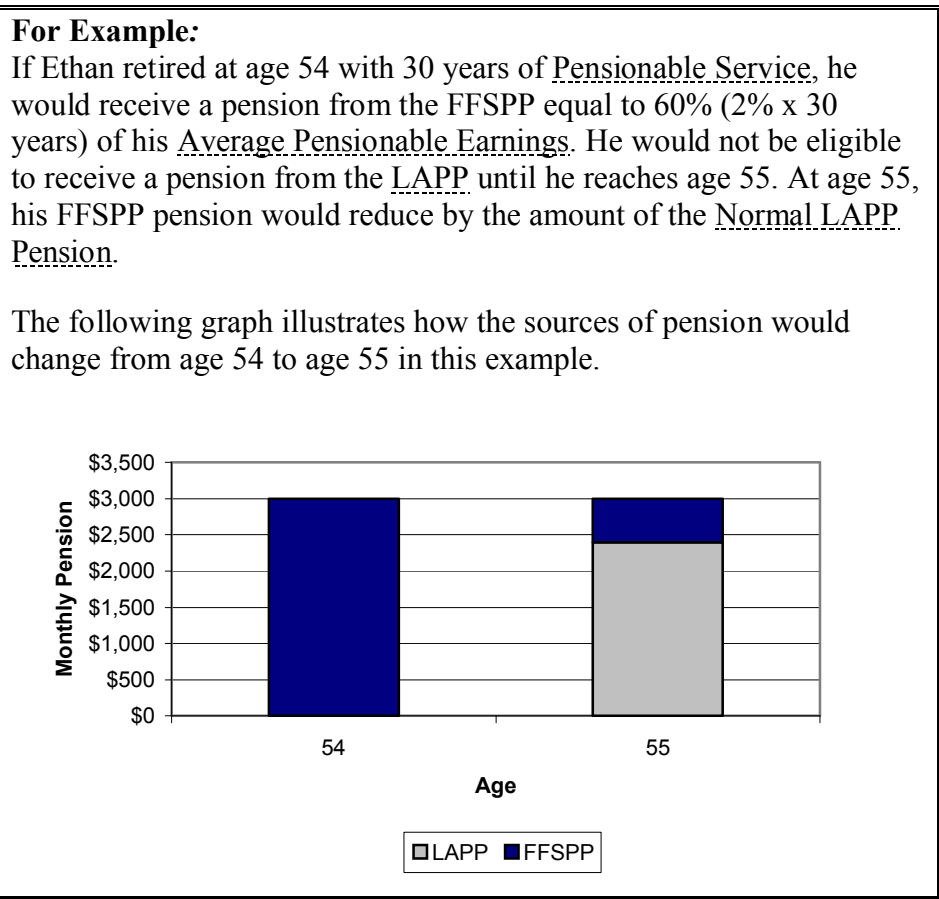 For Example:
If Ethan retired at age 54 with 30 years of Pensionable Service, he
would receive a pension from the FFSPP equal to 60% (2% x 30
years) of his Average Pensionable Earnings. He would not be eligible
to receive a pension from the LAPP until he reaches age 55. At age 55,
his FFSPP pension would reduce by the amount of the Normal LAPP
Pension.
The following graph illustrates how the sources of pension would
change from age 54 to age 55 in this example.
Monthly Pension
$3,500
$3,000
$2,500
$2,000
$1,500
$1,000
$500
$0
54 55
Age
LAPP FFSPP